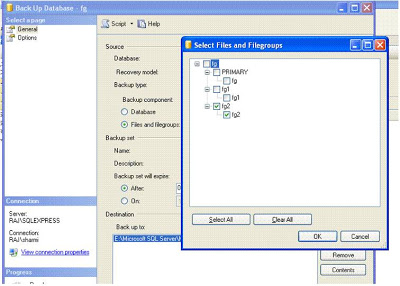 Back Up Database - fg
Select a page
General
Options
Script
Help
Source
Database:
Recovery model:
Backup type:
Backup component:
Database
Files and filegroups:
Backup set
Name:
Description:
Backup set will expire:
After:
On:
Destination
Back up to:
E:\Microsoft SQL Server\
Remove
Contents
Connection
Server:
RAJ\SQLEXPRESS
Connection:
RAJ\sharmi
View connection properties
Progress
Select Files and Filegroups
fg
PRIMARY
fg
fg1
fg1
fg2
fg2
Select All
Clear All
OK
Cancel